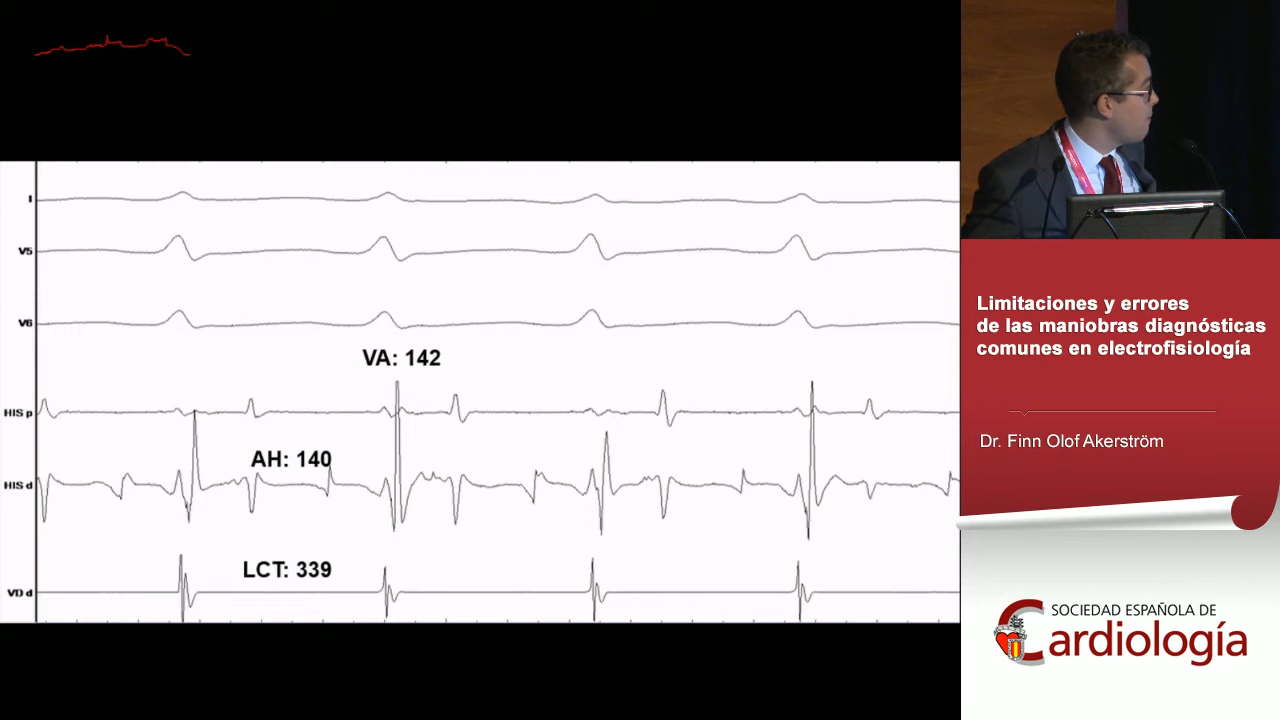 I
V5
V6
VA: 142
HIS p
AH: 140
HIS d
LCT: 339
VD d
Limitaciones y errores
de las maniobras diagnósticas
comunes en electrofisiología
Dr. Finn Olof Akerström
SOCIEDAD ESPAÑOLA DE
Cardiología